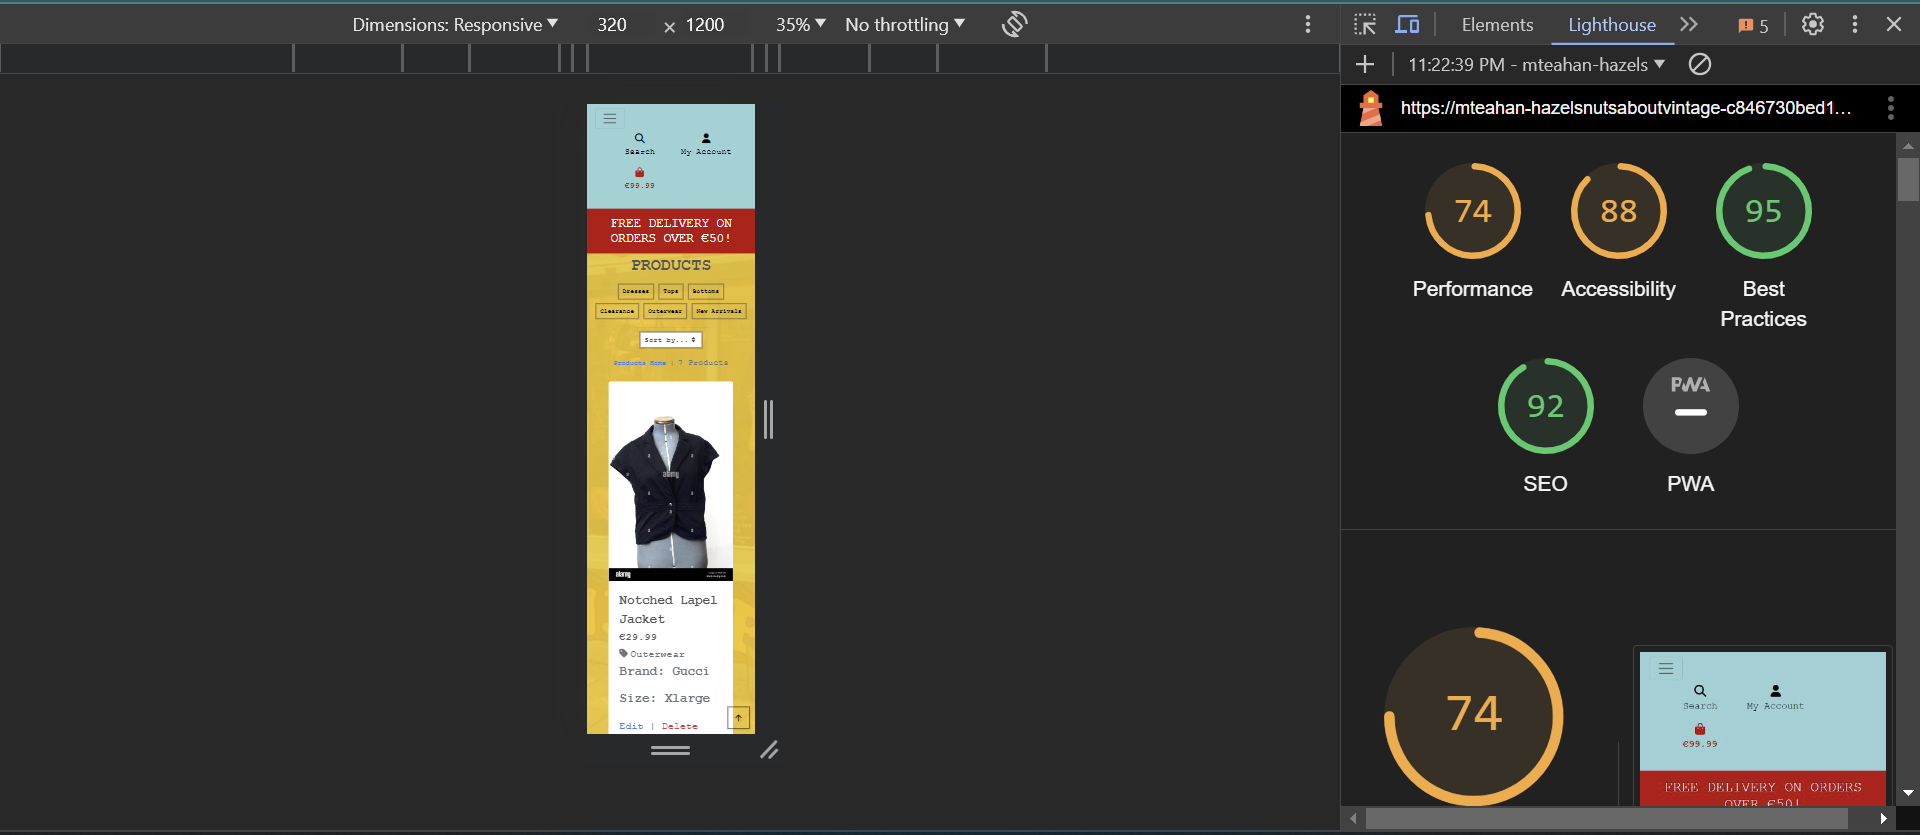 Dimensions: Responsive 320 × 1200 35% No throttling
Elements Lighthouse 5
11:22:39 PM - mteahan-hazels
https://mteahan-hazelsnutsaboutvintage-c846730bed1…
Search My Account
€99.99
FREE DELIVERY ON
ORDERS OVER €50!
PRODUCTS
Dresses Tops Bottoms
Clearance Outerwear New Arrivals
Sort by...
Products Home | 7 Products
alamy
alamy
Notched Lapel
Jacket
€29.99
Outerwear
Brand: Gucci
Size: Xlarge
Edit | Delete
74 88 95
Performance Accessibility Best
Practices
92 PWA
SEO PWA
74
Search My Account
€99.99
FREE DELIVERY ON ORDERS
OVER €50!